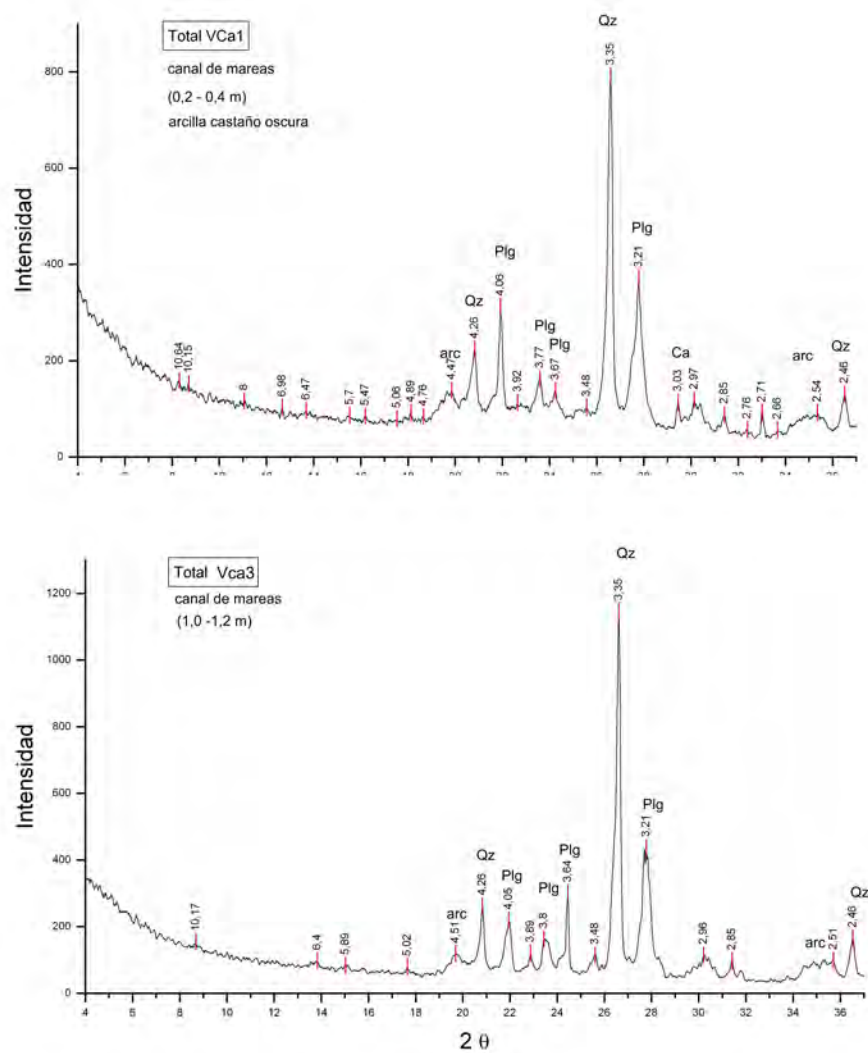 Qz
Total VCa1
canal de mareas
(0,2 - 0,4 m)
arcilla castaño oscura
3,35
800
600
400
200
0
Intensidad
Plg
4,06
Plg
3,21
Qz
4,26
arc
4,47
Plg
3,77
Plg
3,67
Ca
3,03
2,97
arc
2,54
Qz
2,46
10,64
10,15
8
6,98
6,47
5,7
5,47
5,06
4,89
4,76
3,92
3,48
2,85
2,76
2,71
2,66
Qz
Total Vca3
canal de mareas
(1,0 -1,2 m)
3,35
1200
1000
800
600
400
200
0
Intensidad
Plg
3,21
Qz
4,26
Plg
4,05
Plg
3,8
Plg
3,64
arc
4,51
3,89
3,48
2,96
2,85
arc
2,51
Qz
2,46
10,17
6,4
5,89
5,02
4 6 8 10 12 14 16 18 20 22 24 26 28 30 32 34 36
2 θ